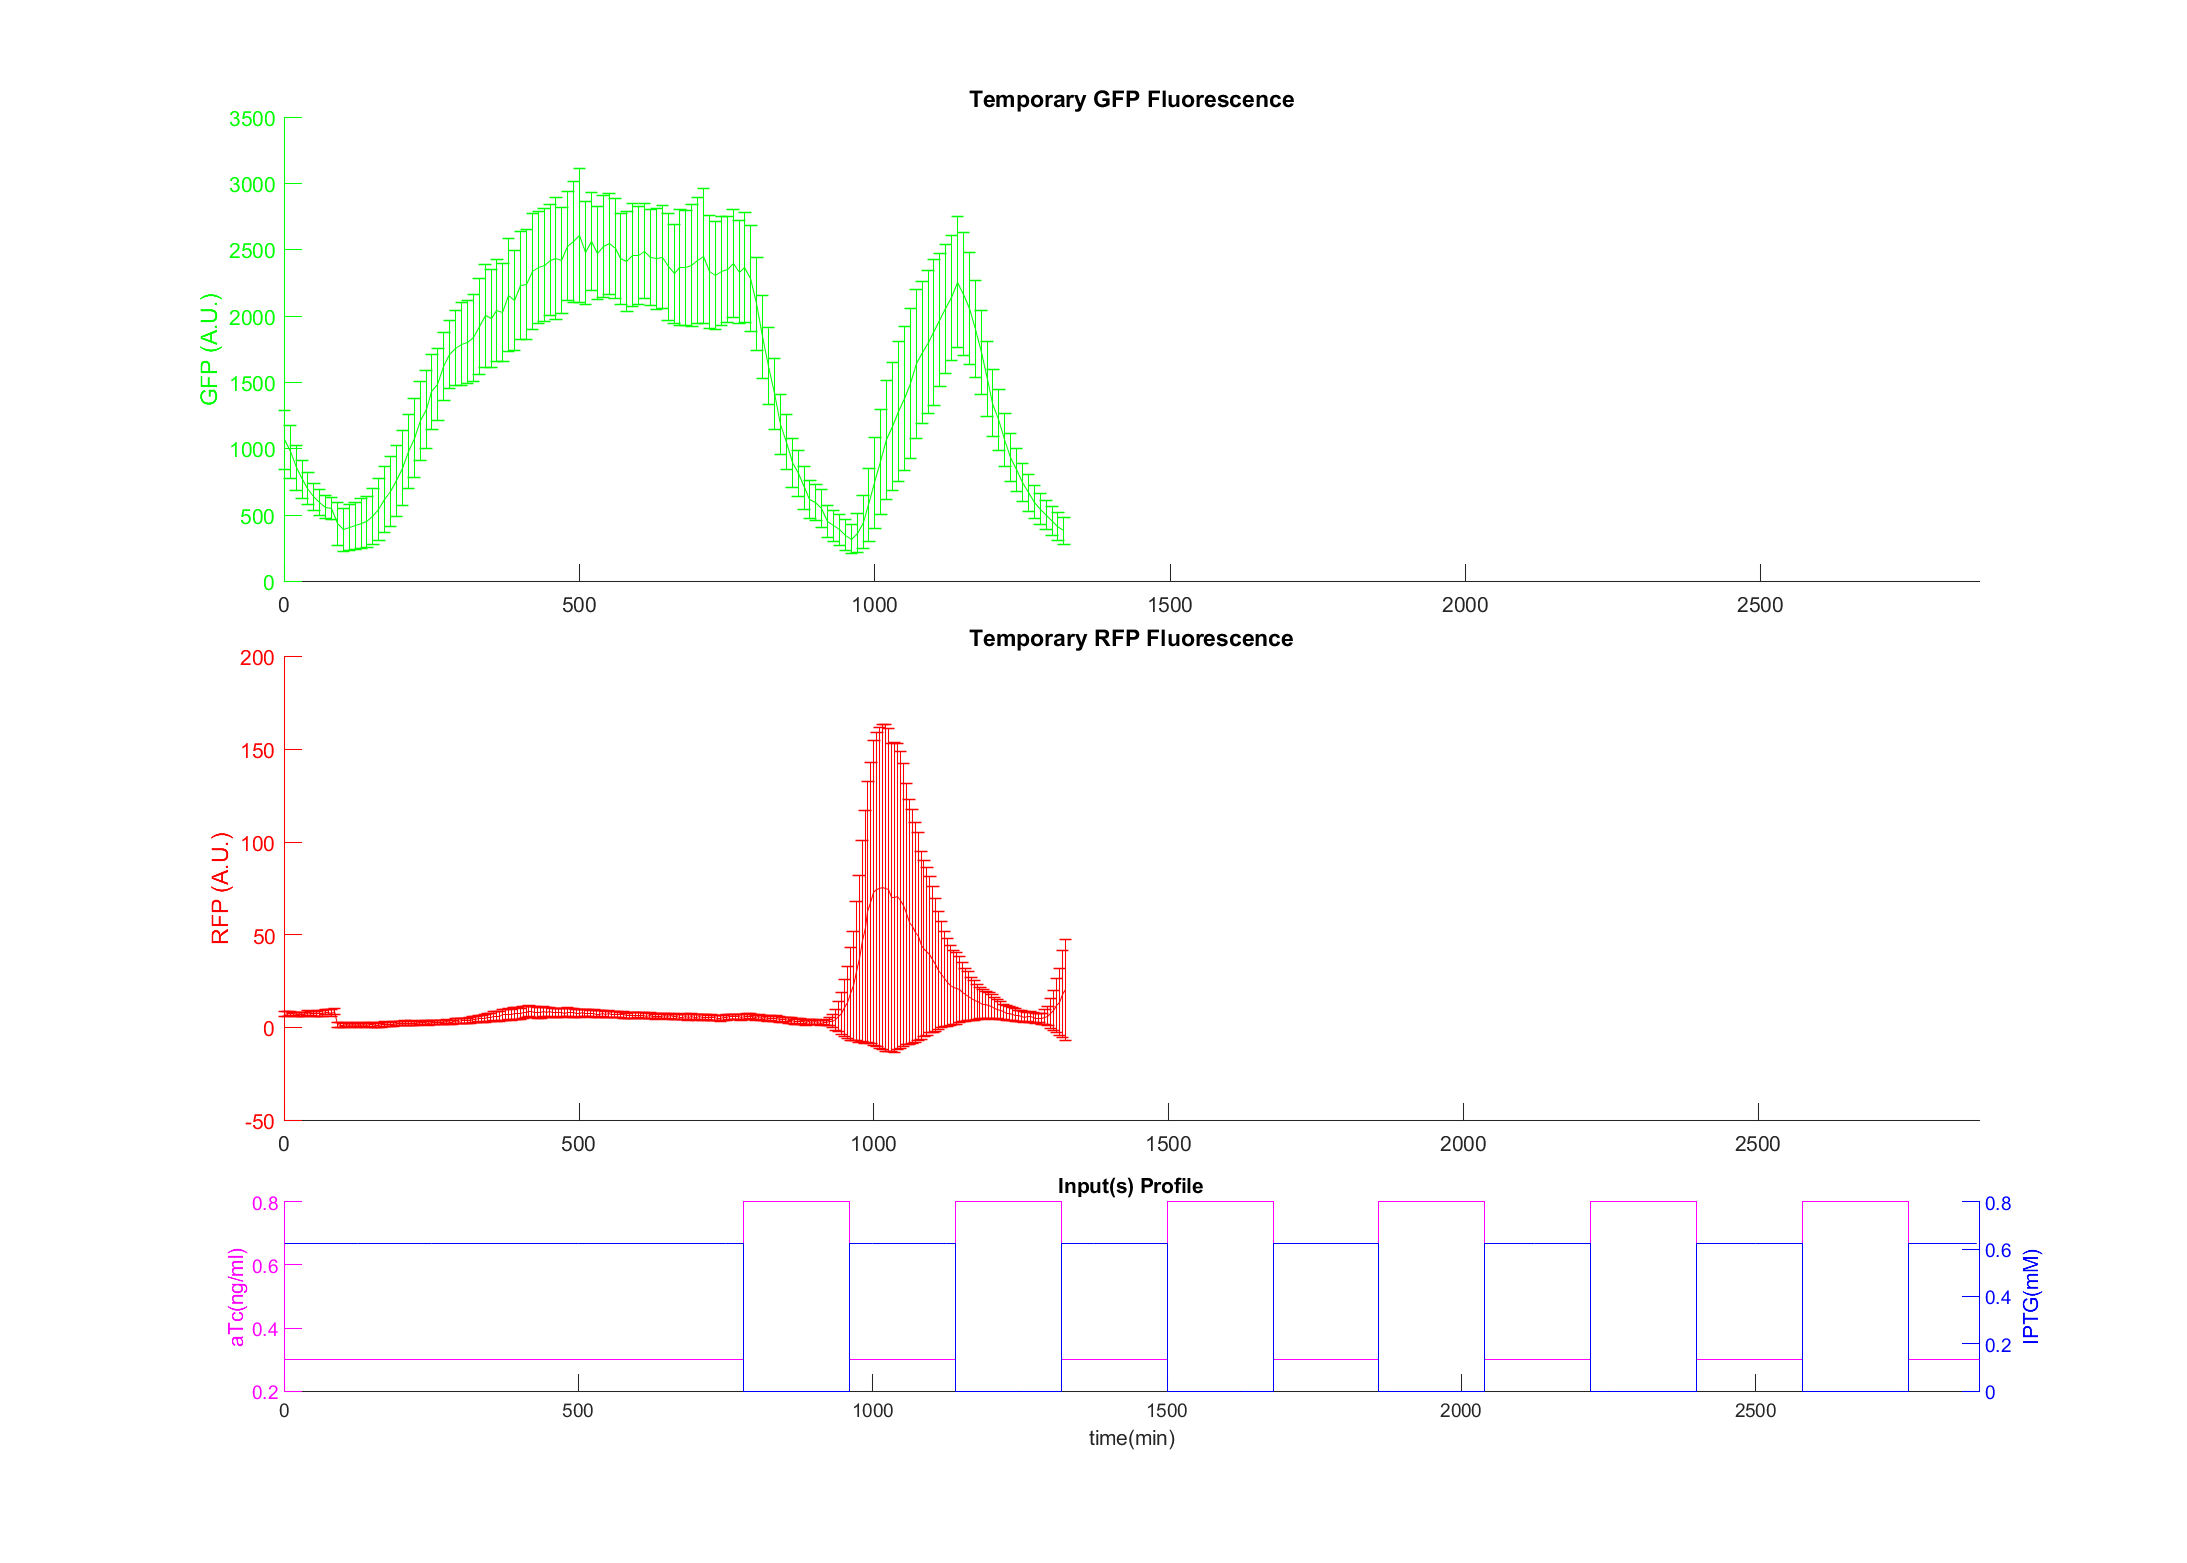 Temporary GFP Fluorescence
3500
3000
2500
2000
1500
1000
500
0
GFP (A.U.)
0 500 1000 1500 2000 2500
Temporary RFP Fluorescence
200
150
100
50
0
-50
RFP (A.U.)
0 500 1000 1500 2000 2500
Input(s) Profile
0.8
0.6
0.4
0.2
aTc(ng/ml)
0.8
0.6
0.4
0.2
0
IPTG(mM)
0 500 1000 1500 2000 2500
time(min)